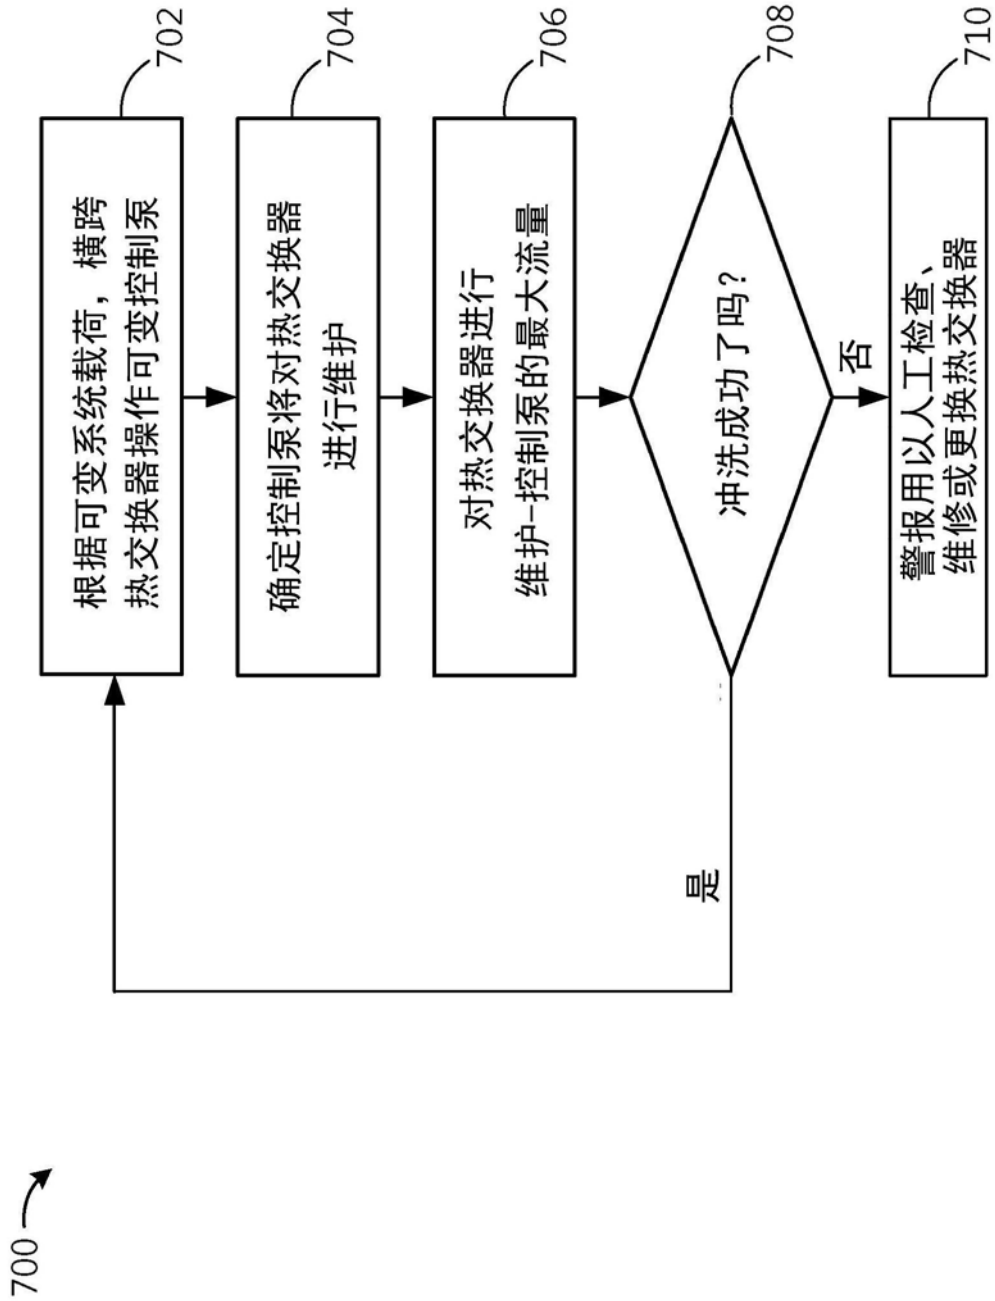 700
根据可变系统载荷，横跨
热交换器操作可变控制泵
702
确定控制泵将对热交换器
进行维护
704
对热交换器进行
维护-控制泵的最大流量
706
冲洗成功了吗？
708
是
否
警报用以人工检查、
维修或更换热交换器
710